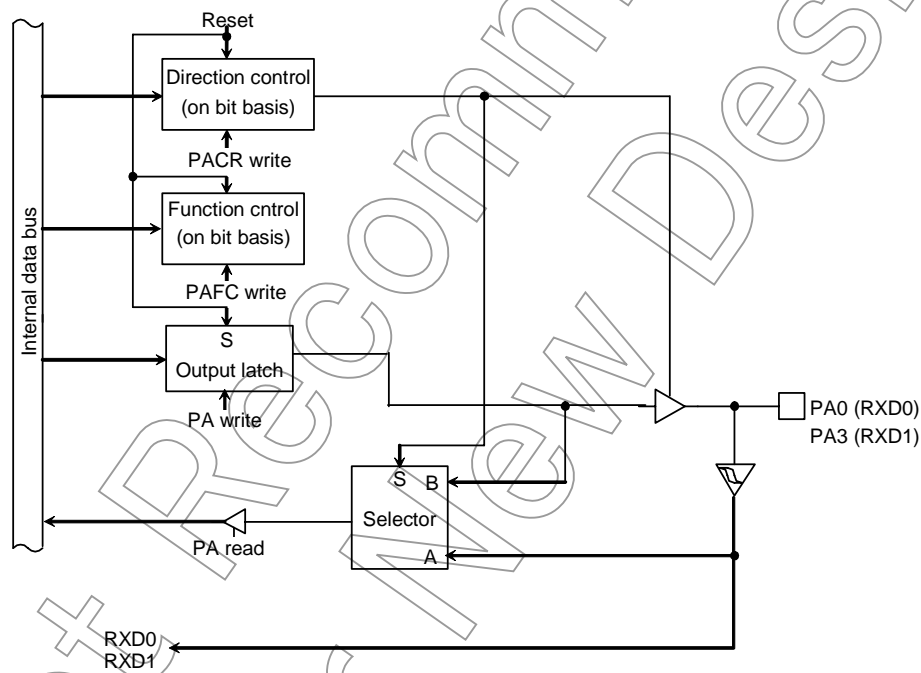 Reset
Direction control
(on bit basis)
PACR write
Function cntrol
(on bit basis)
PAFC write
S
Output latch
PA write
Internal data bus
PA0 (RXD0)
PA3 (RXD1)
S
B
Selector
A
PA read
RXD0
RXD1